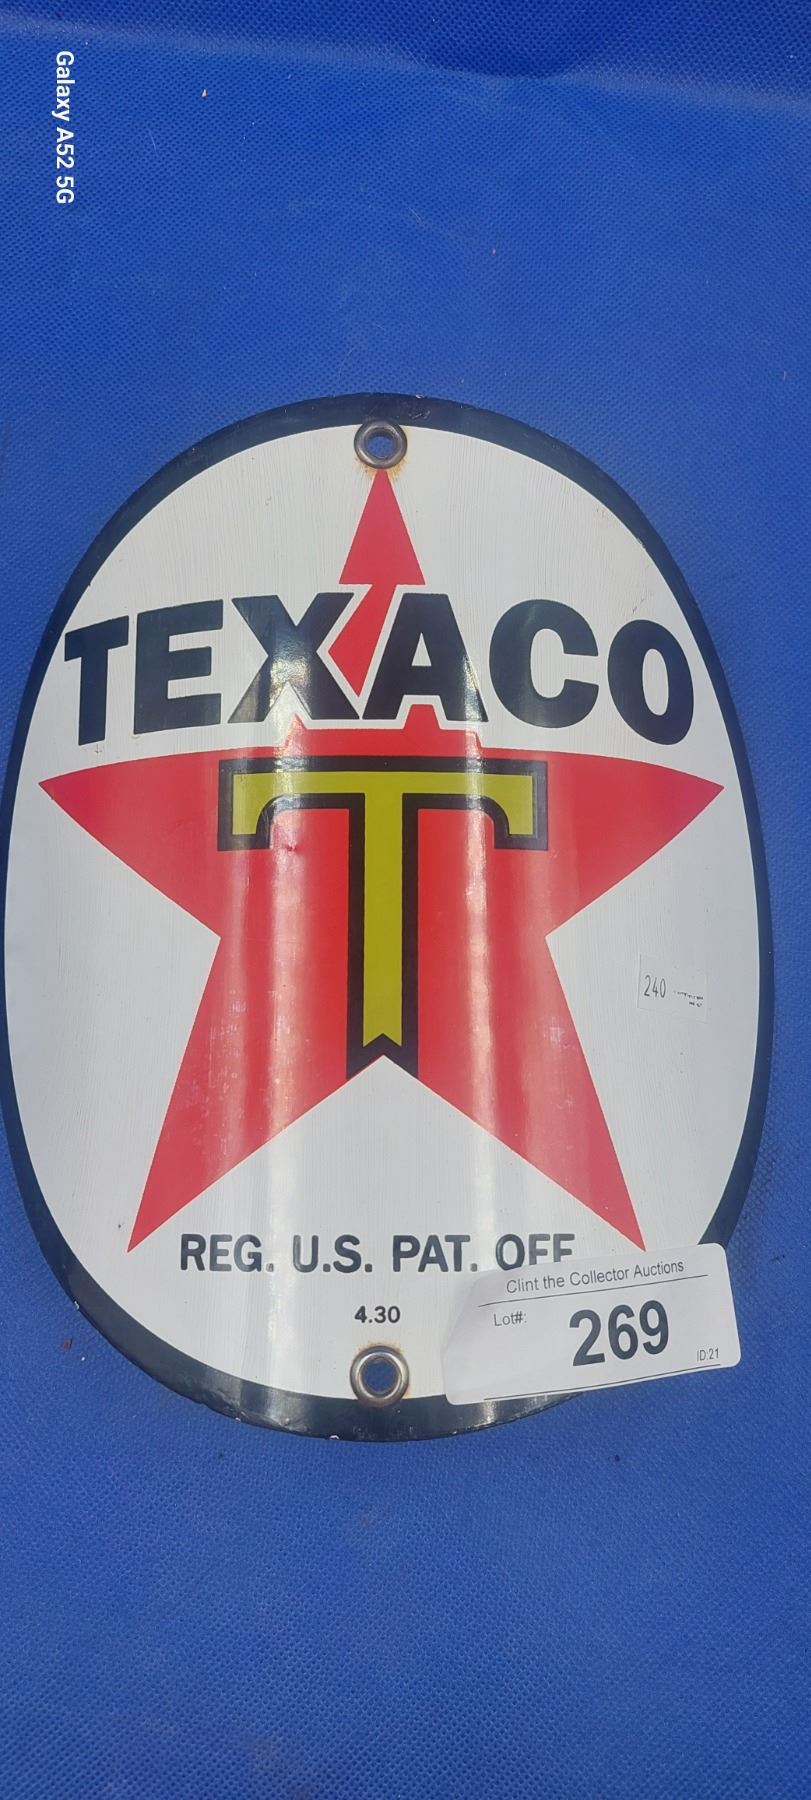 Galaxy A52 5G
TEXACO
T
240
REG. U.S. PAT. OFF
4.30
Clint the Collector Auctions
Lot#: 269
ID:21